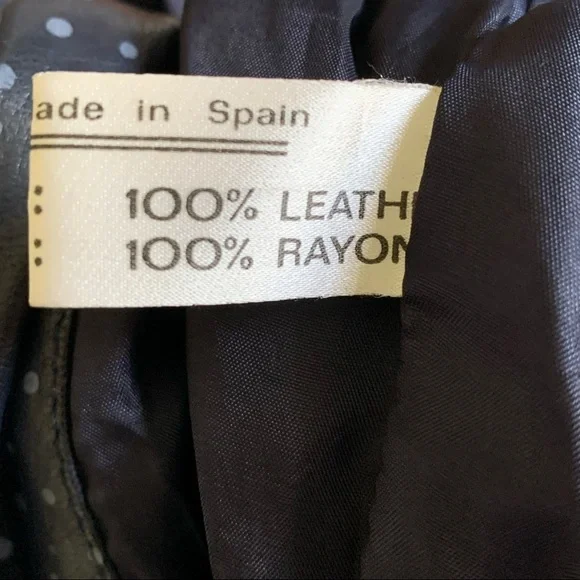 ade in Spain
: 100% LEATH
: 100% RAYON